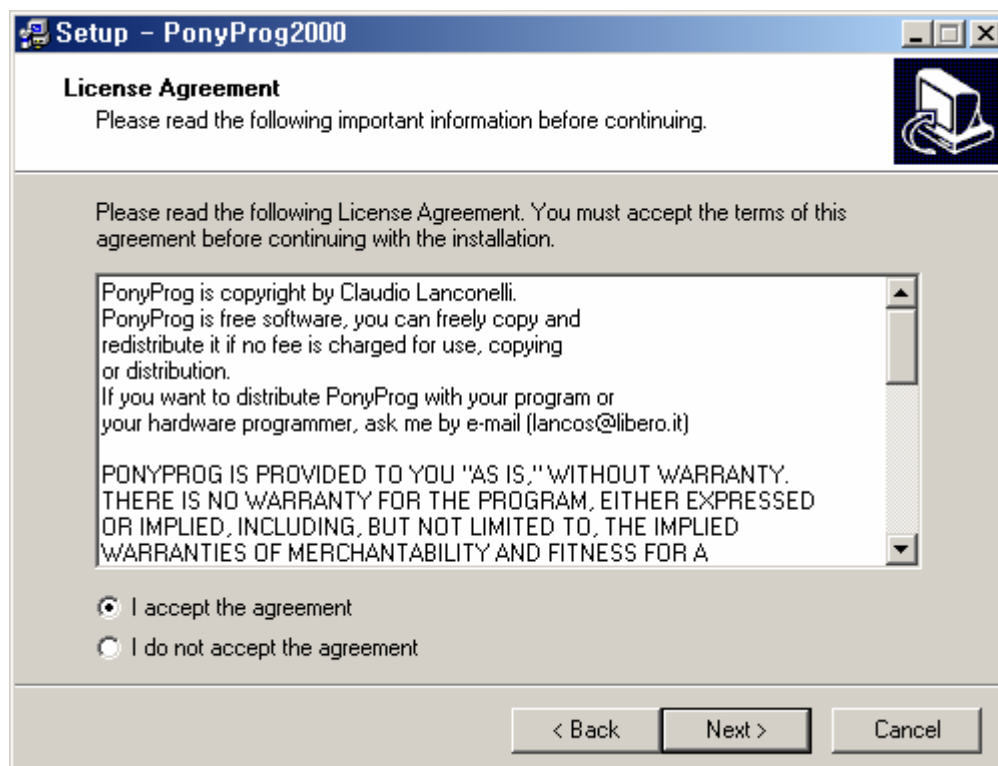 Setup - PonyProg2000
License Agreement
Please read the following important information before continuing.
Please read the following License Agreement. You must accept the terms of this
agreement before continuing with the installation.
PonyProg is copyright by Claudio Lanconelli.
PonyProg is free software, you can freely copy and
redistribute it if no fee is charged for use, copying
or distribution.
If you want to distribute PonyProg with your program or
your hardware programmer, ask me by e-mail (lancos@libero.it)
PONYPROG IS PROVIDED TO YOU "AS IS," WITHOUT WARRANTY.
THERE IS NO WARRANTY FOR THE PROGRAM, EITHER EXPRESSED
OR IMPLIED, INCLUDING, BUT NOT LIMITED TO, THE IMPLIED
WARRANTIES OF MERCHANTABILITY AND FITNESS FOR A
I accept the agreement
I do not accept the agreement
< Back Next > Cancel